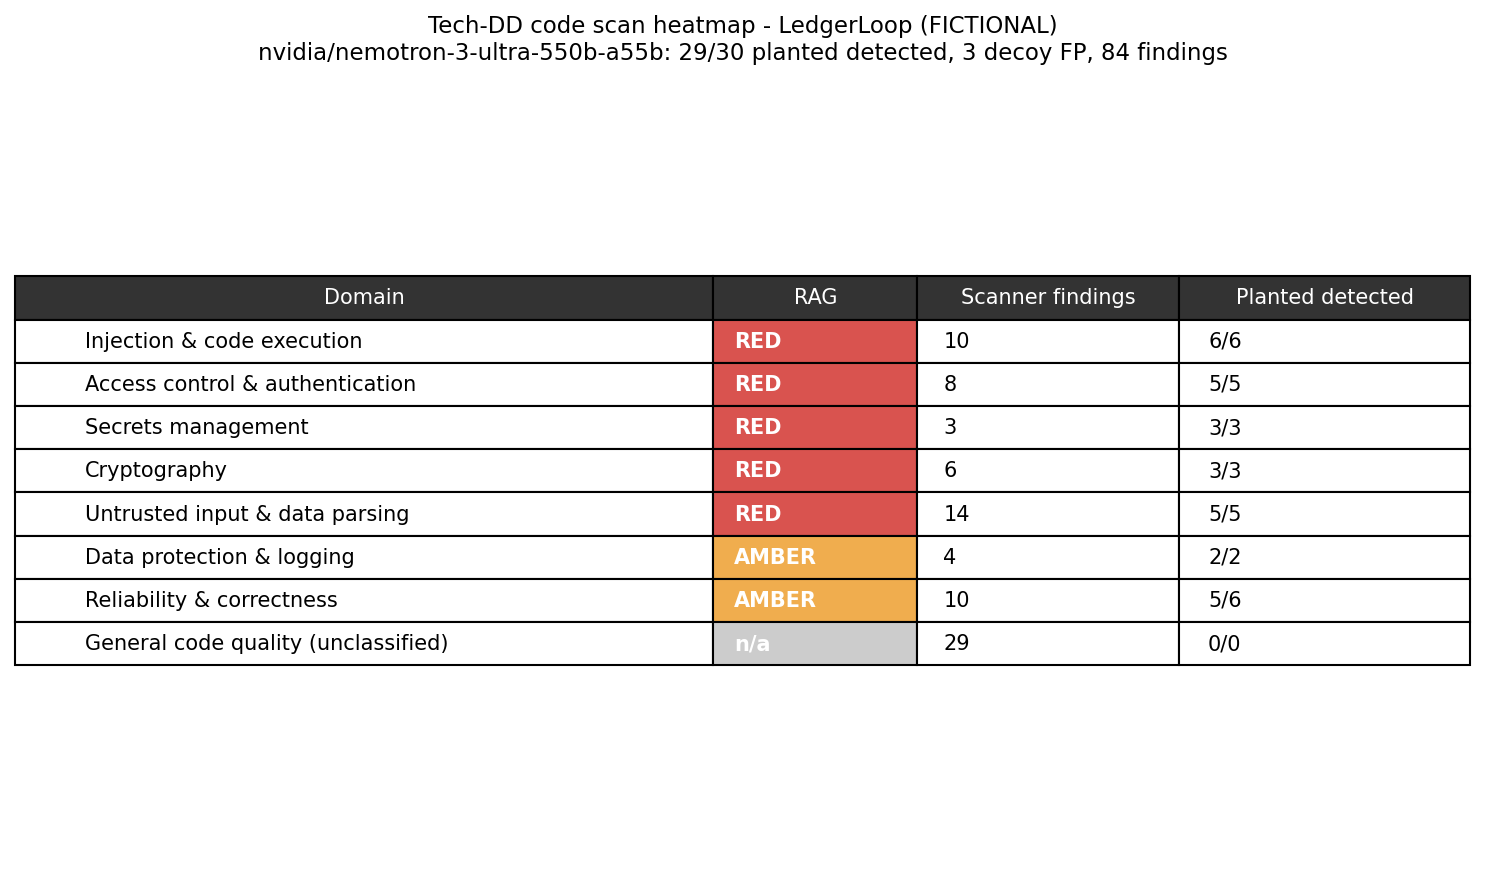 Tech-DD code scan heatmap - LedgerLoop (FICTIONAL)
nvidia/nemotron-3-ultra-550b-a55b: 29/30 planted detected, 3 decoy FP, 84 findings
Domain RAG Scanner findings Planted detected
Injection & code execution RED 10 6/6
Access control & authentication RED 8 5/5
Secrets management RED 3 3/3
Cryptography RED 6 3/3
Untrusted input & data parsing RED 14 5/5
Data protection & logging AMBER 4 2/2
Reliability & correctness AMBER 10 5/6
General code quality (unclassified) n/a 29 0/0